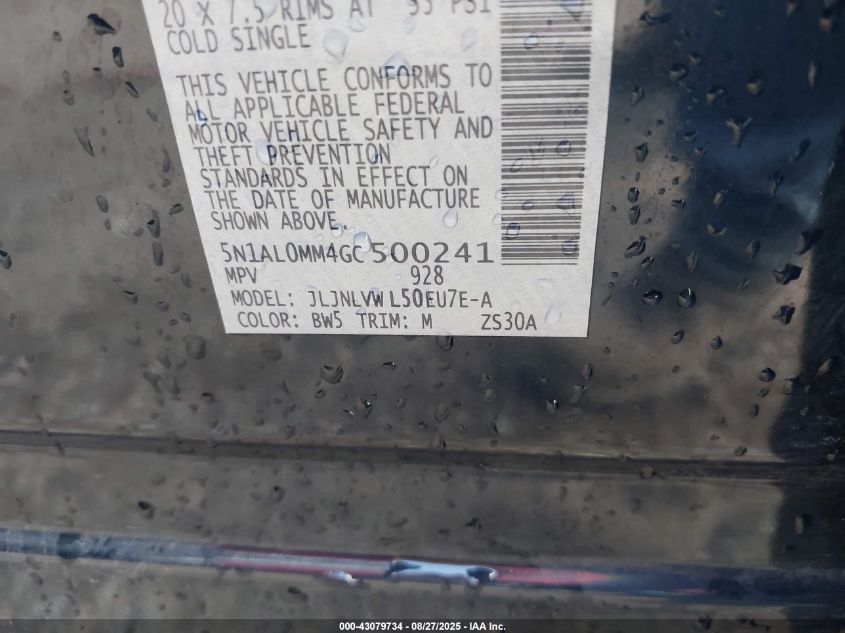 20 X 7.5 RIMS AT 35 PSI
COLD SINGLE
THIS VEHICLE CONFORMS TO
ALL APPLICABLE FEDERAL
MOTOR VEHICLE SAFETY AND
THEFT PREVENTION
STANDARDS IN EFFECT ON
THE DATE OF MANUFACTURE
SHOWN ABOVE.
5N1AL0MM4GC500241
MPV 928
MODEL: JLJNLVW L50EU7E-A
COLOR: BW5 TRIM: M ZS30A
000-43079734 - 08/27/2025 - IAA Inc.